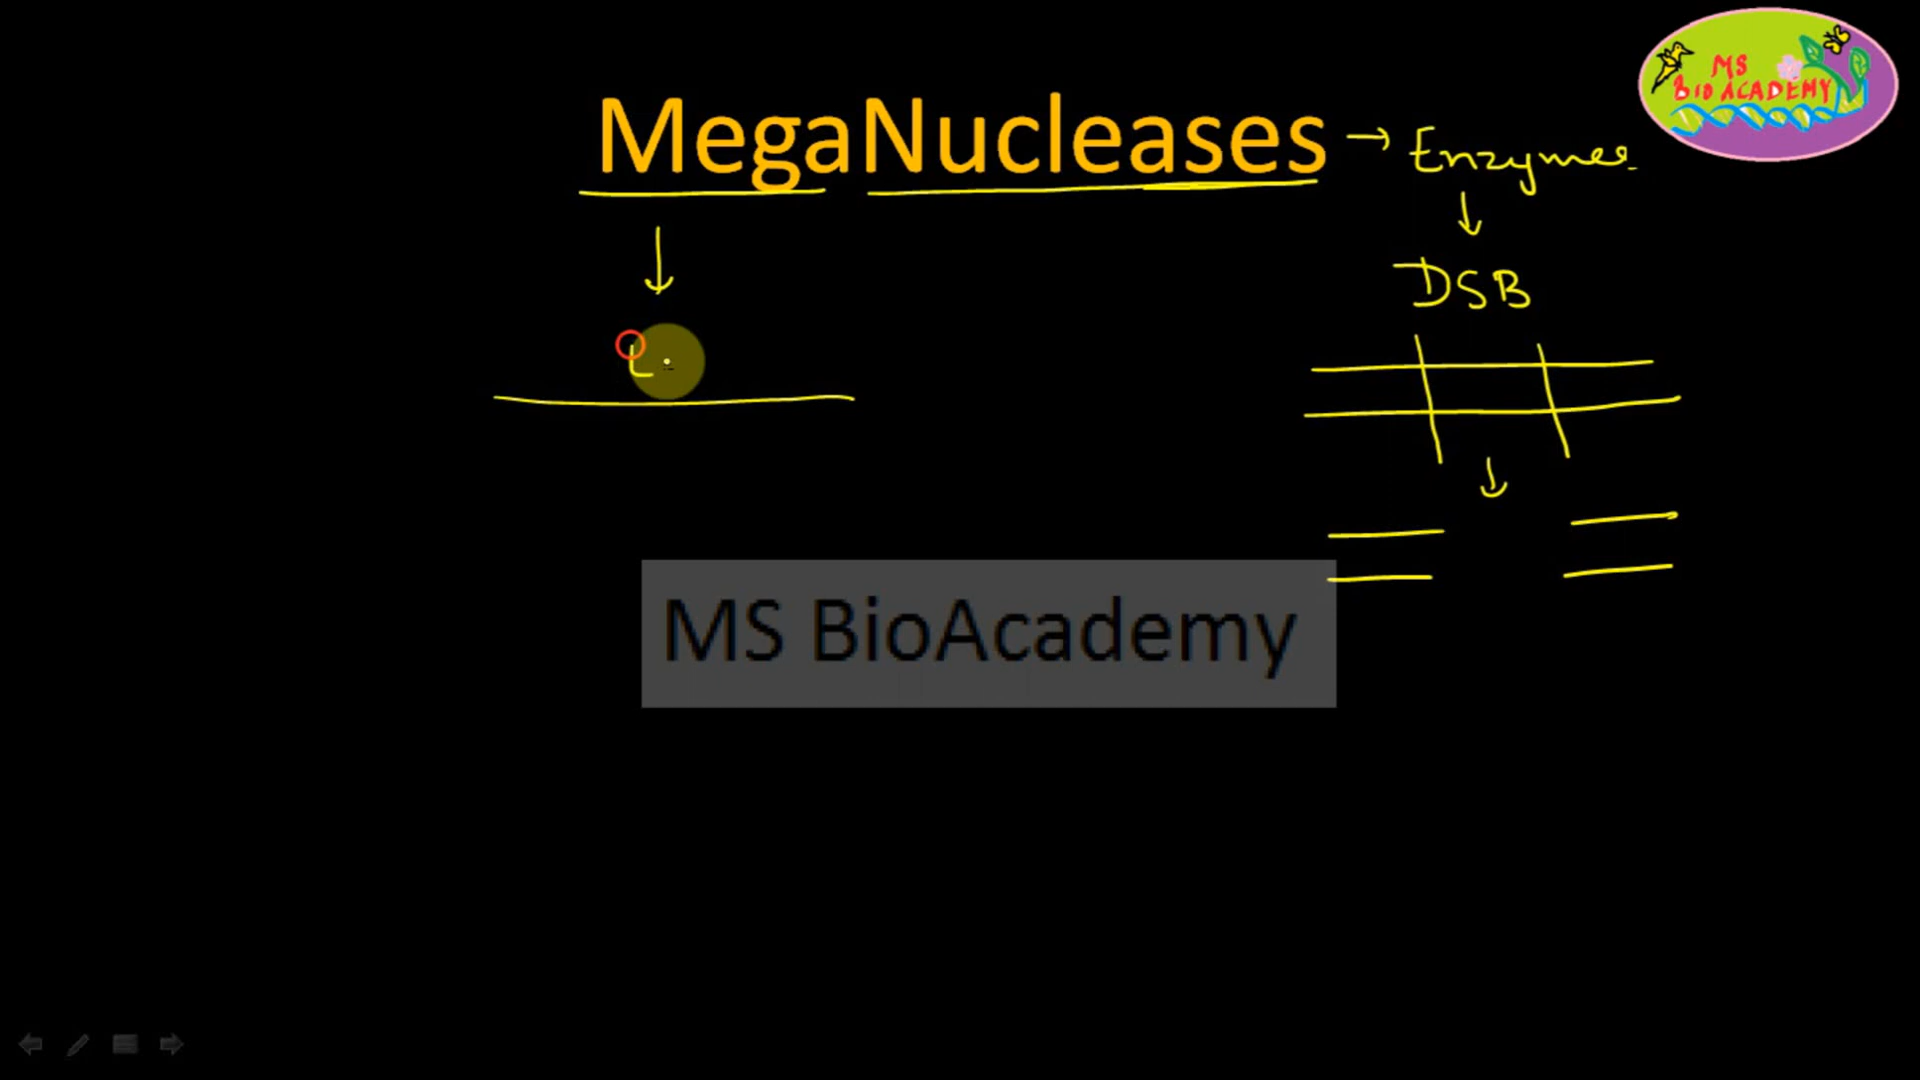 MegaNucleases → Enzymes.
DSB
L
MS BioAcademy
MS
BIO ACADEMY